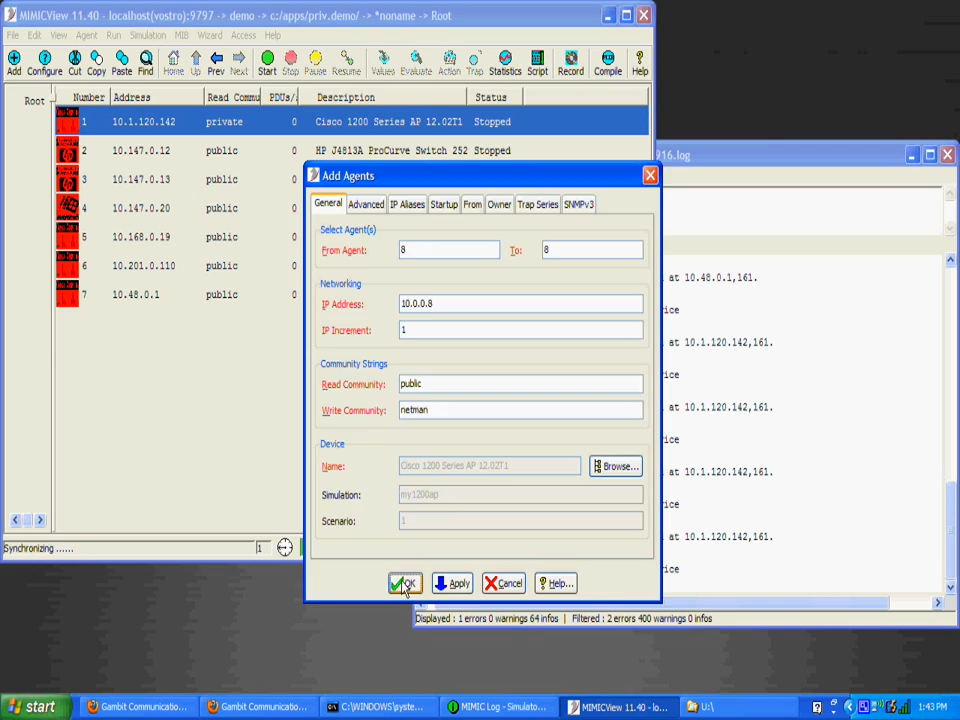 MIMICView 11.40 - localhost(vostro):9797 -> demo -> c:/apps/priv.demo/ -> *noname -> Root
File Edit View Agent Run Simulation MIB Wizard Access Help
Add Configure Cut Copy Paste Find Home Up Prev Next Start Stop Pause Resume Values Evaluate Action Trap Statistics Script Record Compile Help
Root
Number Address Read Commu PDUs/ Description Status
1 10.1.120.142 private 0 Cisco 1200 Series AP 12.02T1 Stopped
2 10.147.0.12 public 0 HP J4813A ProCurve Switch 252 Stopped
3 10.147.0.13 public 0
4 10.147.0.20 public 0
5 10.168.0.19 public 0
6 10.201.0.110 public 0
7 10.48.0.1 public 0
Synchronizing ...... 1
916.log
at 10.48.0.1,161.
ice
at 10.1.120.142,161.
ice
at 10.1.120.142,161.
ice
at 10.1.120.142,161.
ice
at 10.1.120.142,161.
ice
Displayed : 1 errors 0 warnings 64 infos | Filtered : 2 errors 400 warnings 0 infos
Add Agents
General Advanced IP Aliases Startup From Owner Trap Series SNMPv3
Select Agent(s)
From Agent: 8 To: 8
Networking
IP Address: 10.0.0.8
IP Increment: 1
Community Strings
Read Community: public
Write Community: netman
Device
Name: Cisco 1200 Series AP 12.02T1 Browse...
Simulation: my1200ap
Scenario: 1
OK Apply Cancel Help...
start Gambit Communicatio... Gambit Communicatio... C:\WINDOWS\syste... MIMIC Log - Simulato... MIMICView 11.40 - lo... U:\ 1:43 PM